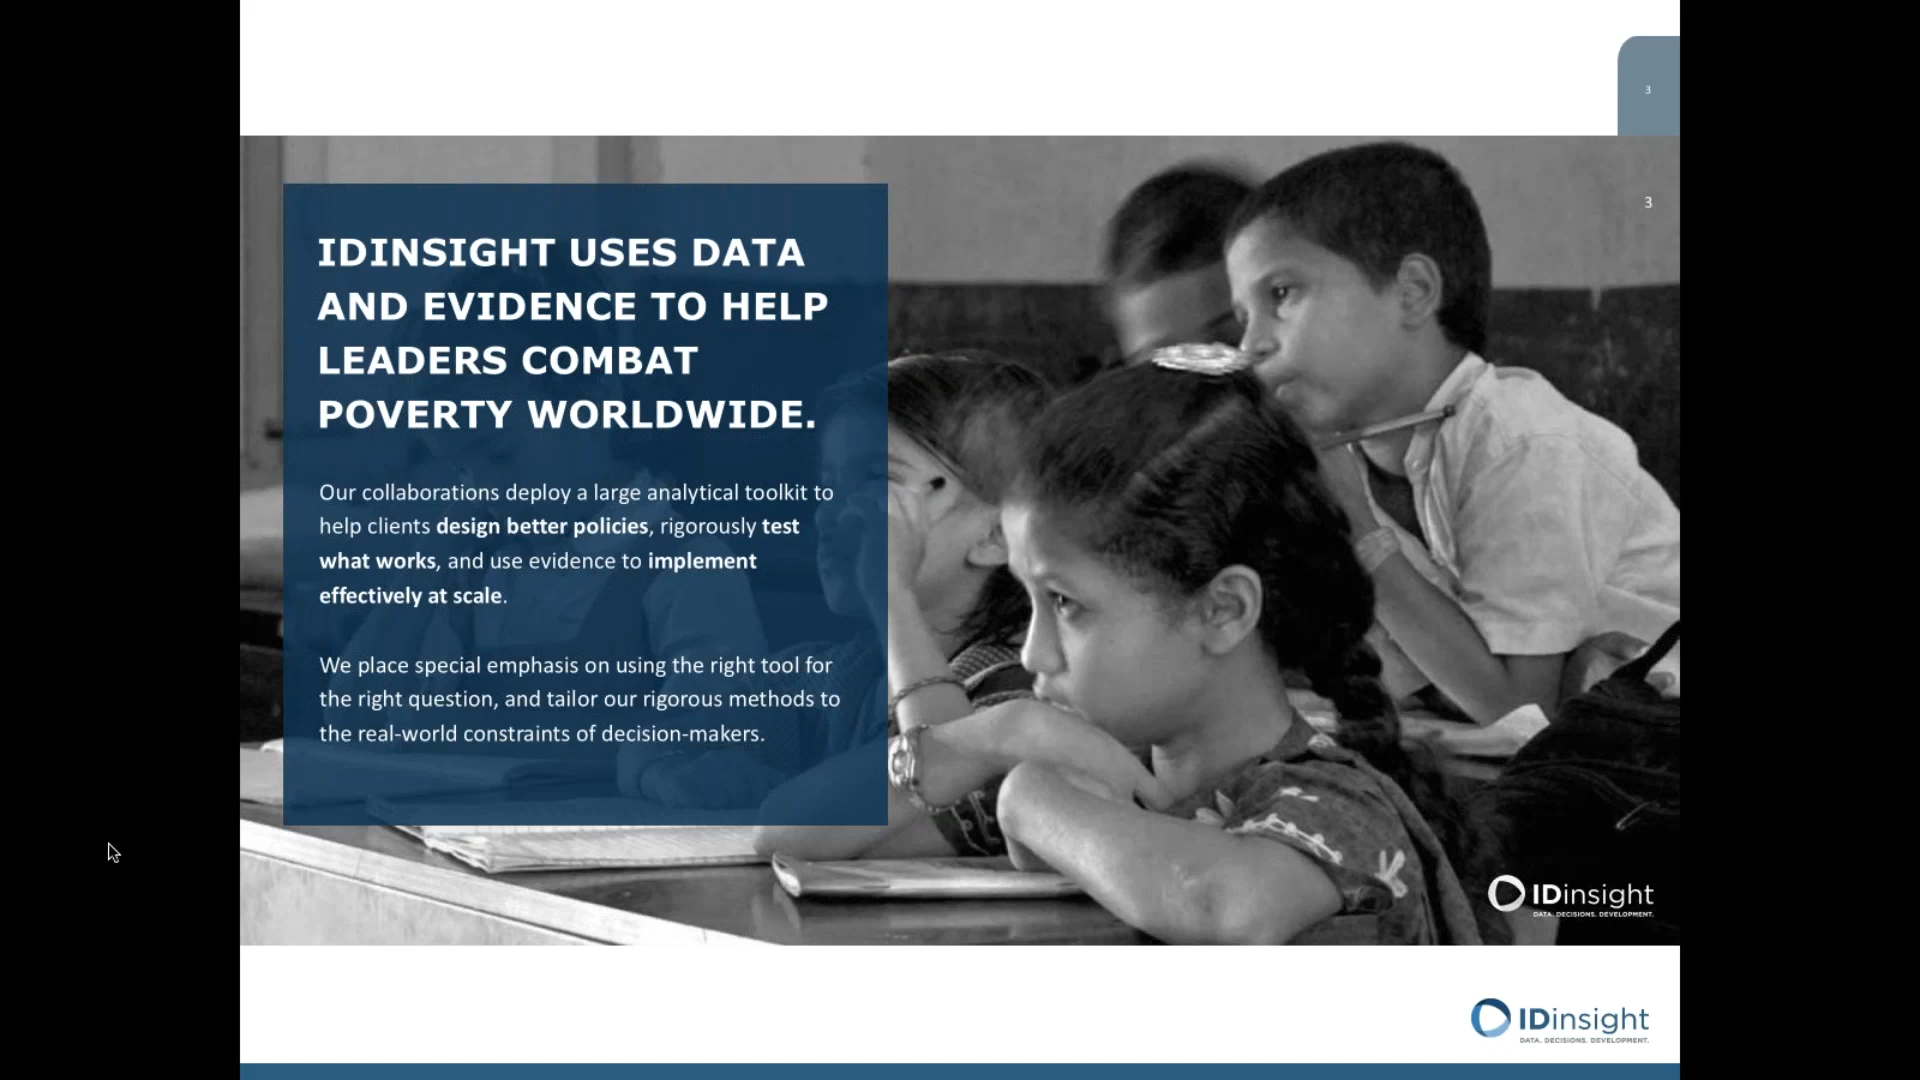 3
3
IDINSIGHT USES DATA
AND EVIDENCE TO HELP
LEADERS COMBAT
POVERTY WORLDWIDE.
Our collaborations deploy a large analytical toolkit to
help clients design better policies, rigorously test
what works, and use evidence to implement
effectively at scale.
We place special emphasis on using the right tool for
the right question, and tailor our rigorous methods to
the real-world constraints of decision-makers.
IDinsight
DATA. DECISIONS. DEVELOPMENT.
IDinsight
DATA. DECISIONS. DEVELOPMENT.